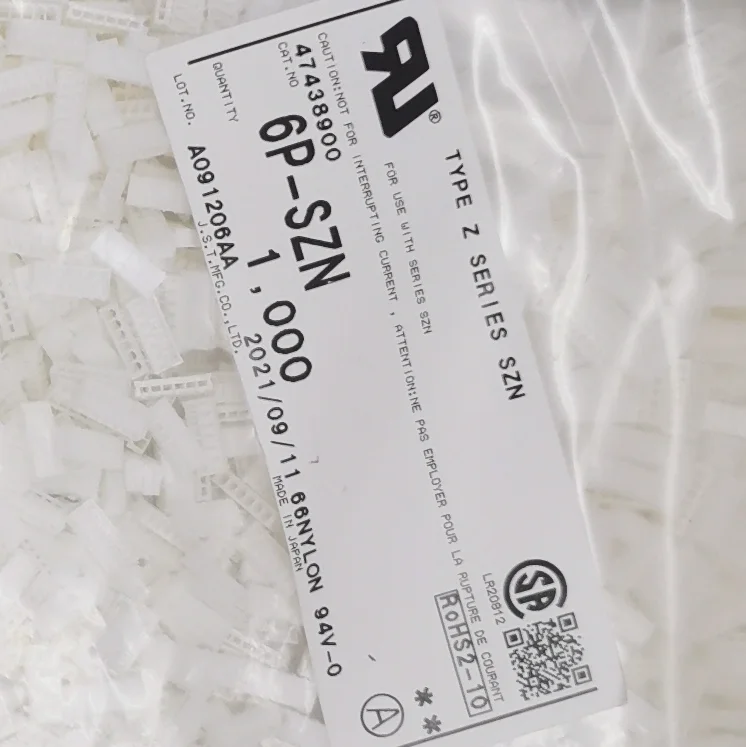 TYPE Z SERIES SZN
FOR USE WITH SERIES SZN
LR20812
CAUTION:NOT FOR INTERRUPTING CURRENT , ATTENTION:NE PAS EMPLOYER POUR LA RUPTURE DE COURANT
47438900
CAT.NO
6P-SZN
RoHS2-10
QUANTITY
1,000
**
LOT.NO.
A091206AA
2021/09/11
66NYLON 94V-0
A
J.S.T.MFG.CO.,LTD.
MADE IN JAPAN